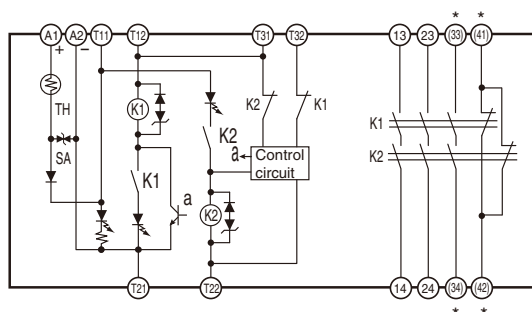 * *
A1 A2 T11 T12 T31 T32 13 23 (33) (41)
+ −
TH
K1
K2 K1
K2
K1
SA
a Control
circuit
K2
K1
a
K2
T21 T22 14 24 (34) (42)
* *